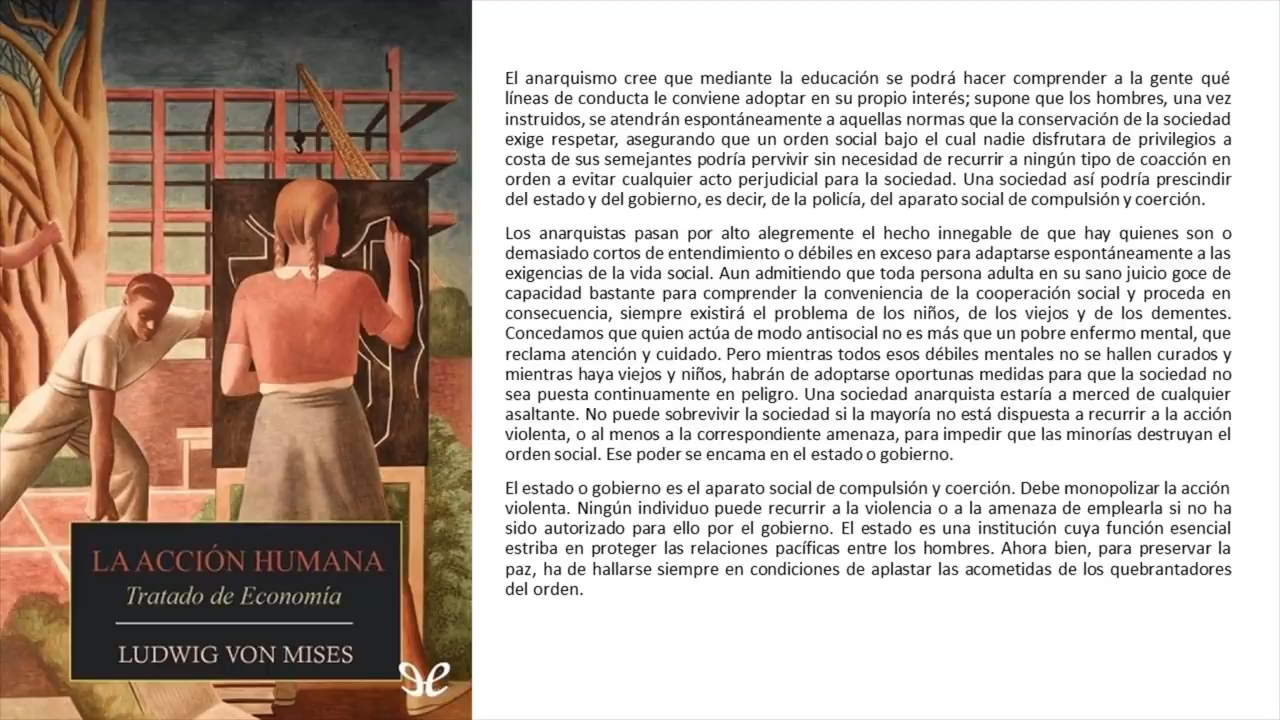 LA ACCIÓN HUMANA
Tratado de Economía
LUDWIG VON MISES
El anarquismo cree que mediante la educación se podrá hacer comprender a la gente qué
líneas de conducta le conviene adoptar en su propio interés; supone que los hombres, una vez
instruidos, se atendrán espontáneamente a aquellas normas que la conservación de la sociedad
exige respetar, asegurando que un orden social bajo el cual nadie disfrutara de privilegios a
costa de sus semejantes podría pervivir sin necesidad de recurrir a ningún tipo de coacción en
orden a evitar cualquier acto perjudicial para la sociedad. Una sociedad así podría prescindir
del estado y del gobierno, es decir, de la policía, del aparato social de compulsión y coerción.
Los anarquistas pasan por alto alegremente el hecho innegable de que hay quienes son o
demasiado cortos de entendimiento o débiles en exceso para adaptarse espontáneamente a las
exigencias de la vida social. Aun admitiendo que toda persona adulta en su sano juicio goce de
capacidad bastante para comprender la conveniencia de la cooperación social y proceda en
consecuencia, siempre existirá el problema de los niños, de los viejos y de los dementes.
Concedamos que quien actúa de modo antisocial no es más que un pobre enfermo mental, que
reclama atención y cuidado. Pero mientras todos esos débiles mentales no se hallen curados y
mientras haya viejos y niños, habrán de adoptarse oportunas medidas para que la sociedad no
sea puesta continuamente en peligro. Una sociedad anarquista estaría a merced de cualquier
asaltante. No puede sobrevivir la sociedad si la mayoría no está dispuesta a recurrir a la acción
violenta, o al menos a la correspondiente amenaza, para impedir que las minorías destruyan el
orden social. Ese poder se encama en el estado o gobierno.
El estado o gobierno es el aparato social de compulsión y coerción. Debe monopolizar la acción
violenta. Ningún individuo puede recurrir a la violencia o a la amenaza de emplearla si no ha
sido autorizado para ello por el gobierno. El estado es una institución cuya función esencial
estriba en proteger las relaciones pacíficas entre los hombres. Ahora bien, para preservar la
paz, ha de hallarse siempre en condiciones de aplastar las acometidas de los quebrantadores
del orden.